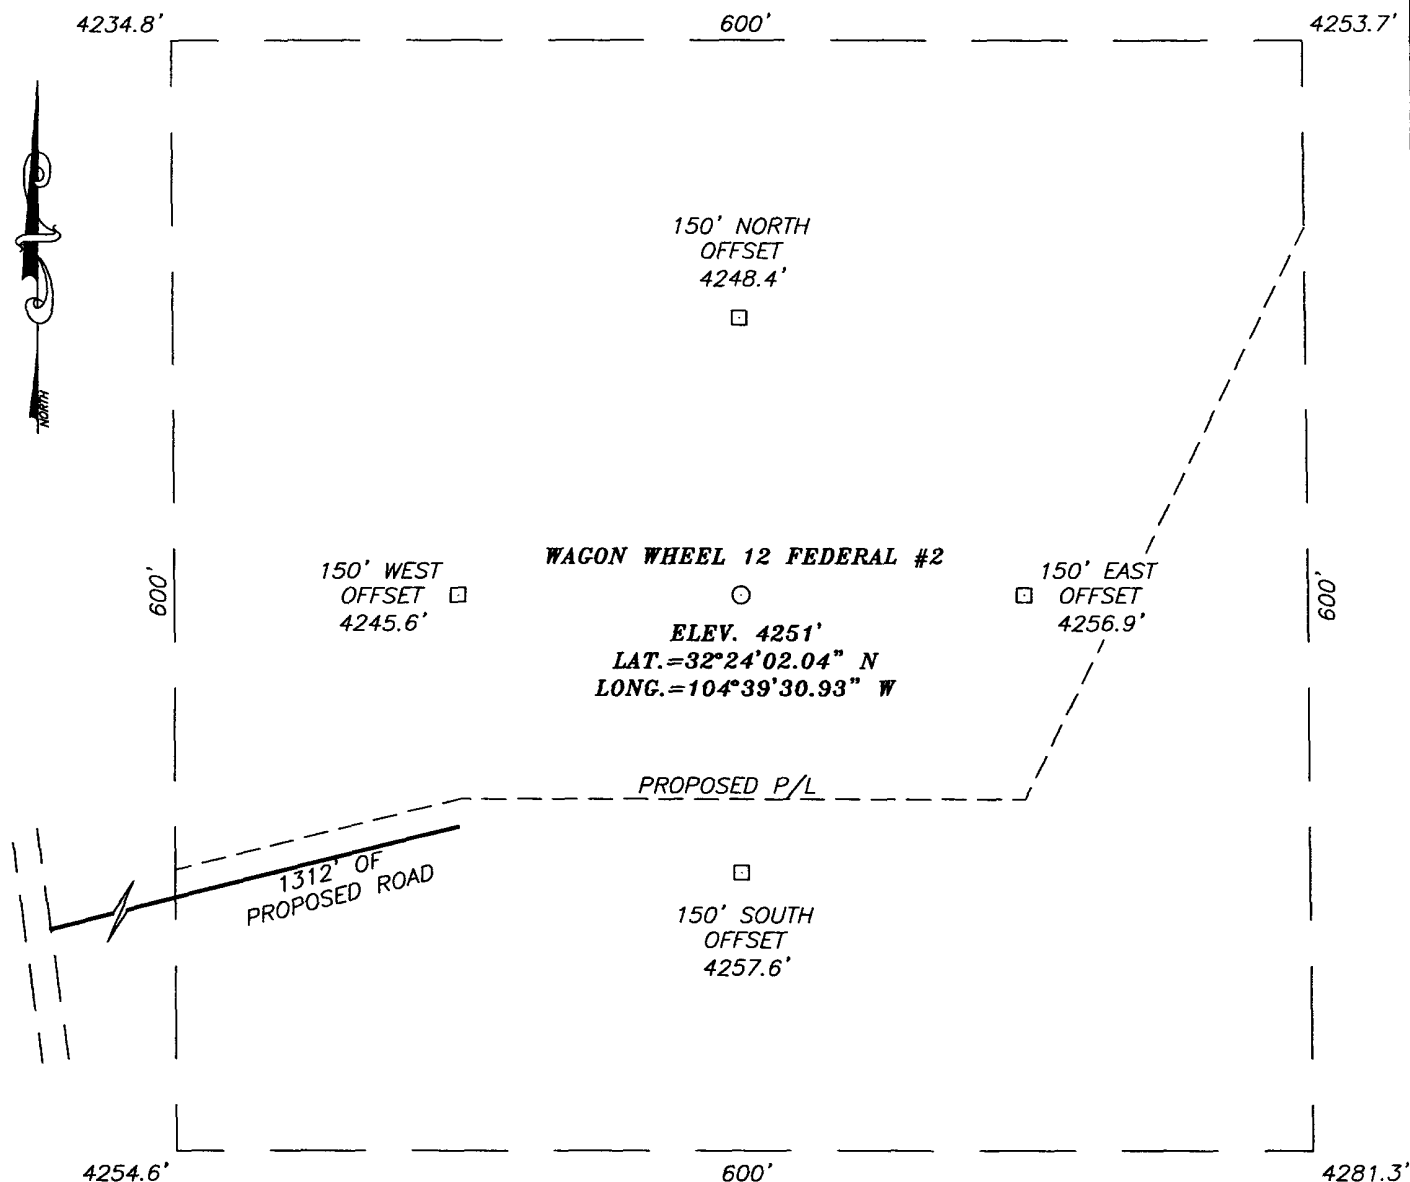 4234.8'
600'
4253.7'
NORTH
150' NORTH
OFFSET
4248.4'
WAGON WHEEL 12 FEDERAL #2
150' WEST
OFFSET
4245.6'
150' EAST
OFFSET
4256.9'
600'
600'
ELEV. 4251'
LAT.=32°24'02.04" N
LONG.=104°39'30.93" W
PROPOSED P/L
1312' OF
PROPOSED ROAD
150' SOUTH
OFFSET
4257.6'
4254.6'
600'
4281.3'